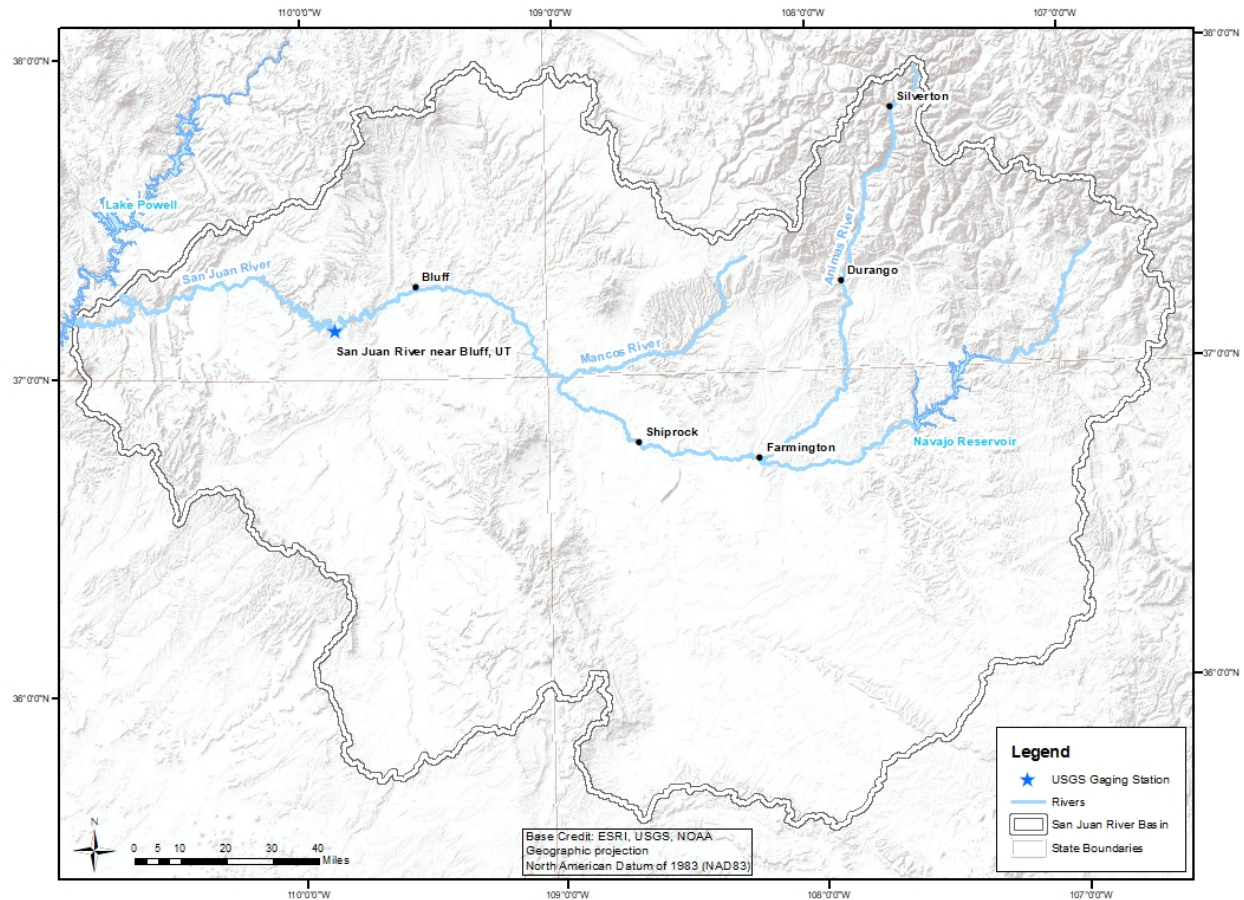 110°0'0"W
109°0'0"W
108°0'0"W
107°0'0"W
38°0'0"N
38°0'0"N
Silverton
Lake Powell
Animas River
San Juan River
Bluff
Durango
San Juan River near Bluff, UT
Mancos River
37°0'0"N
37°0'0"N
Shiprock
Farmington
Navajo Reservoir
36°0'0"N
36°0'0"N
Legend
USGS Gaging Station
Rivers
San Juan River Basin
State Boundaries
N
0 5 10 20 30 40
Miles
Base Credit: ESRI, USGS, NOAA
Geographic projection
North American Datum of 1983 (NAD83)
110°0'0"W
109°0'0"W
108°0'0"W
107°0'0"W